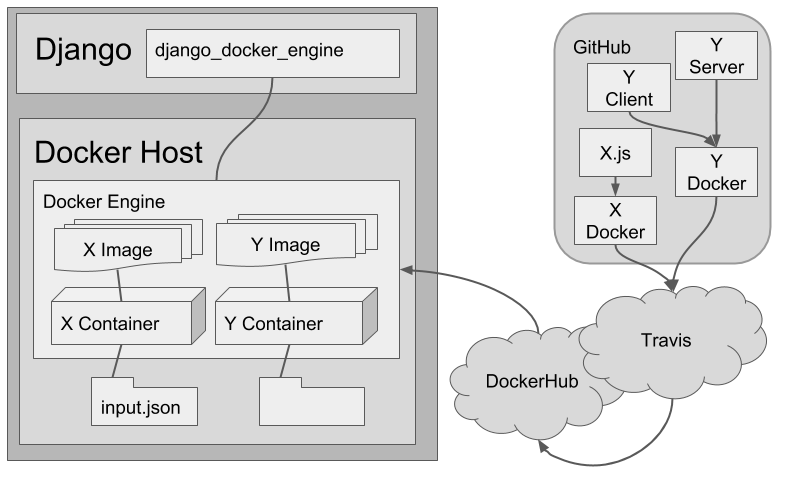 Django
django_docker_engine
Docker Host
Docker Engine
X Image
Y Image
X Container
Y Container
input.json
GitHub
Y
Server
Y
Client
X.js
Y
Docker
X
Docker
Travis
DockerHub